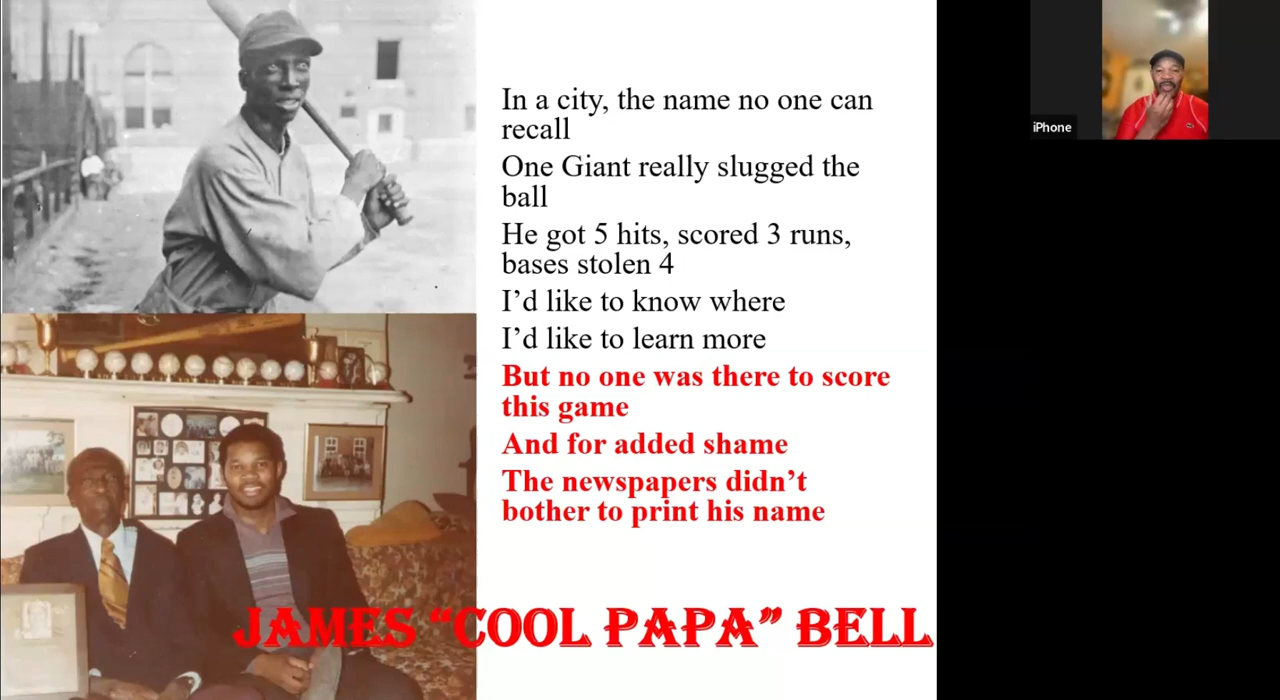 In a city, the name no one can
recall
One Giant really slugged the
ball
He got 5 hits, scored 3 runs,
bases stolen 4
I’d like to know where
I’d like to learn more
But no one was there to score
this game
And for added shame
The newspapers didn’t
bother to print his name
JAMES “COOL PAPA” BELL
iPhone